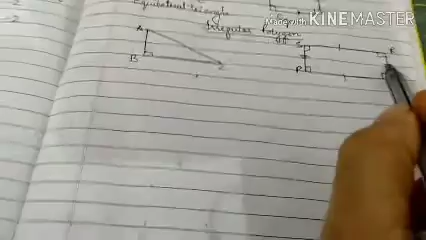 Equilateral triangle
Made with KINEMASTER
Irregular Polygon
A
B
S
R
P